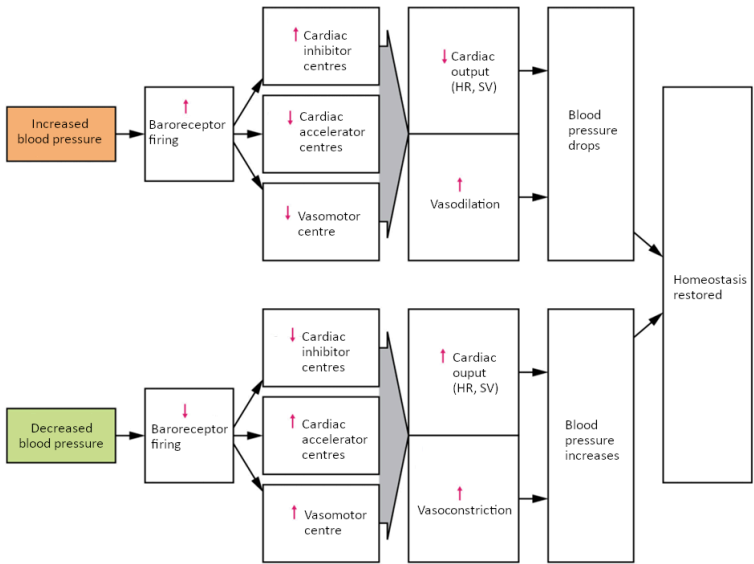 Increased
blood pressure
↑
Baroreceptor
firing
↑ Cardiac
inhibitor
centres
↓ Cardiac
accelerator
centres
↓ Vasomotor
centre
↓ Cardiac
output
(HR, SV)
↑
Vasodilation
Blood
pressure
drops
Homeostasis
restored
Decreased
blood pressure
↓
Baroreceptor
firing
↓ Cardiac
inhibitor
centres
↑ Cardiac
accelerator
centres
↑ Vasomotor
centre
↑ Cardiac
ouput
(HR, SV)
↑
Vasoconstriction
Blood
pressure
increases